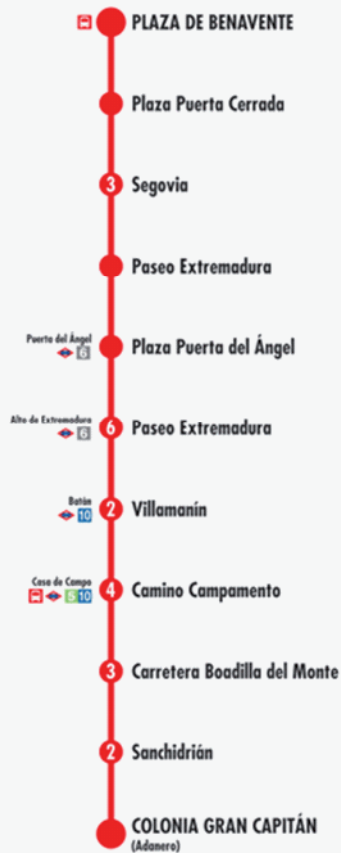 PLAZA DE BENAVENTE
Plaza Puerta Cerrada
3 Segovia
Paseo Extremadura
Puerta del Ángel
6
Plaza Puerta del Ángel
Alto de Extremadura
6
6 Paseo Extremadura
Batán
10
2 Villamanín
Casa de Campo
5 10
4 Camino Campamento
3 Carretera Boadilla del Monte
2 Sanchidrián
COLONIA GRAN CAPITÁN
(Adanero)